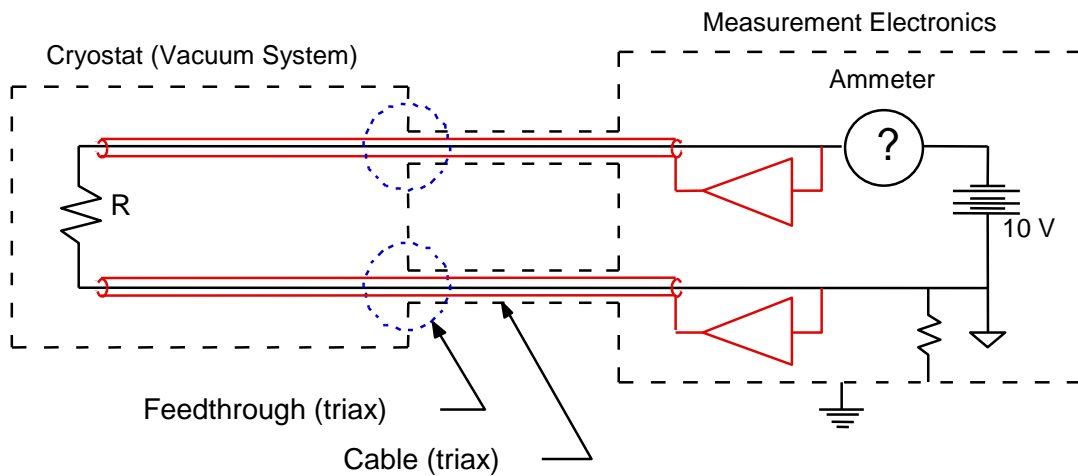 Measurement Electronics
Cryostat (Vacuum System)
Ammeter
?
R
10 V
Feedthrough (triax)
Cable (triax)